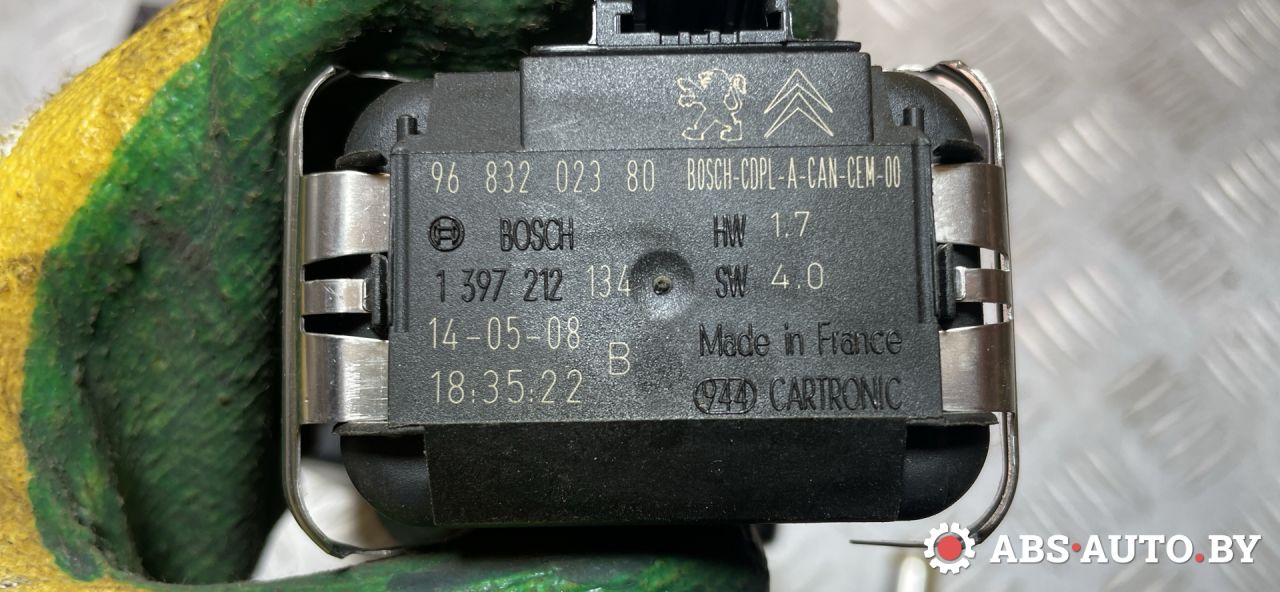 96 832 023 80 BOSCH-CDPL-A-CAN-CEM-00
BOSCH HW 1.7
1 397 212 134 SW 4.0
14-05-08 B Made in France
18:35:22 944 CARTRONIC
ABS-AUTO.BY